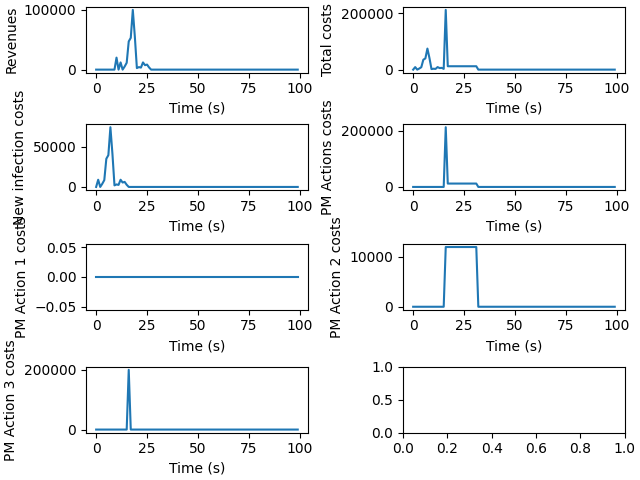 Revenues
100000
0
0 25 50 75 100
Time (s)
Total costs
200000
0
0 25 50 75 100
Time (s)
New infection costs
50000
0
0 25 50 75 100
Time (s)
PM Actions costs
200000
0
0 25 50 75 100
Time (s)
PM Action 1 costs
0.05
0.00
−0.05
0 25 50 75 100
Time (s)
PM Action 2 costs
10000
0
0 25 50 75 100
Time (s)
PM Action 3 costs
200000
0
0 25 50 75 100
Time (s)
1.0
0.5
0.0
0.0 0.2 0.4 0.6 0.8 1.0